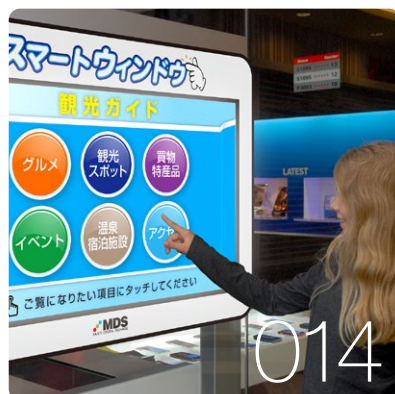 スマートウィンドウ
観光ガイド
グルメ
観光
スポット
買物
特産品
イベント
温泉
宿泊施設
アクセ
ご覧になりたい項目にタッチしてください
MDS
LATEST
014